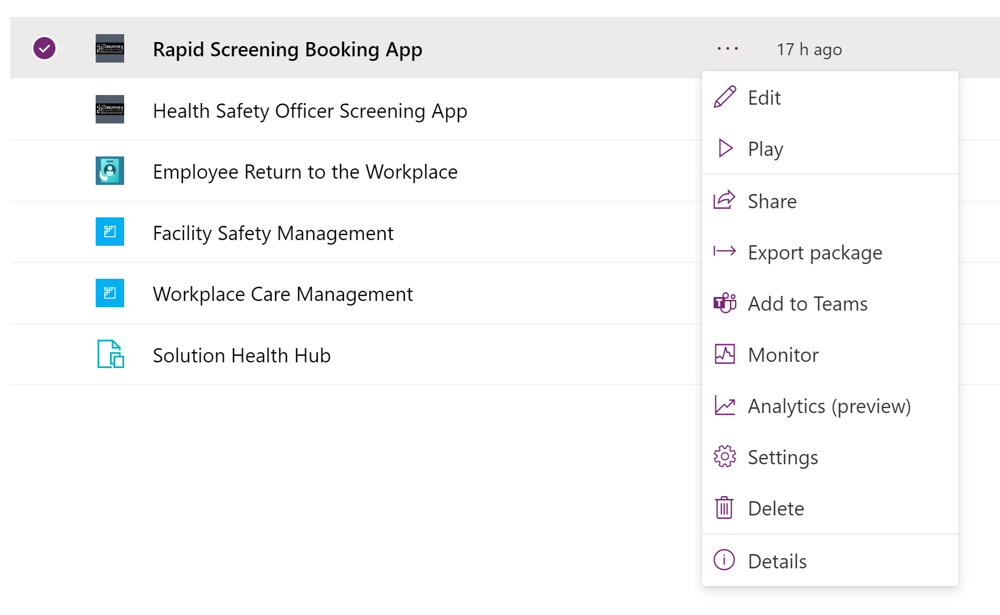 Rapid Screening Booking App
17 h ago
Health Safety Officer Screening App
Employee Return to the Workplace
Facility Safety Management
Workplace Care Management
Solution Health Hub
Edit
Play
Share
Export package
Add to Teams
Monitor
Analytics (preview)
Settings
Delete
Details